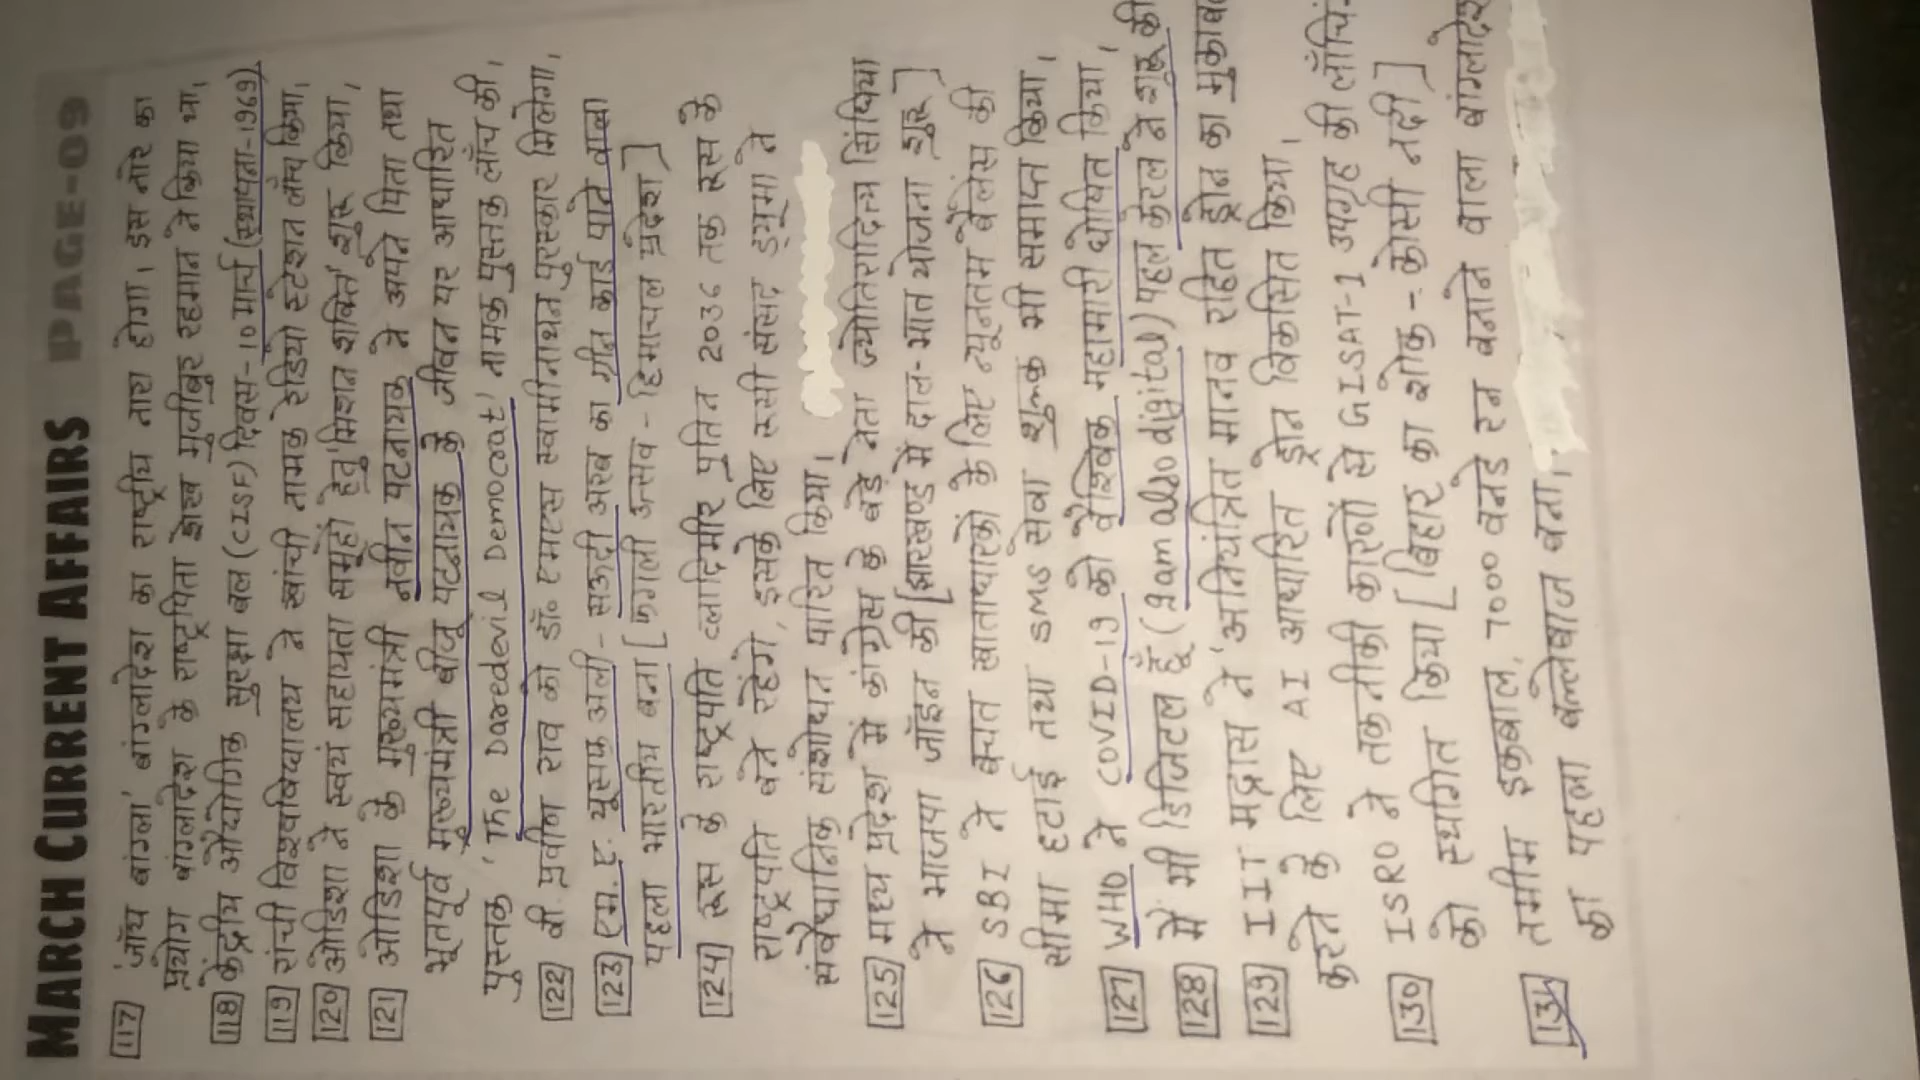 MARCH CURRENT AFFAIRS PAGE-09
117 'जॉय बांग्ला' बांग्लादेश का राष्ट्रीय नारा होगा। इस नारे का
प्रयोग बांग्लादेश के राष्ट्रपिता शेख मुजीबुर रहमान ने किया था।
118 केंद्रीय औद्योगिक सुरक्षा बल (CISF) दिवस- 10 मार्च (स्थापना-1969)
119 रांची विश्वविद्यालय ने खांची नामक रेडियो स्टेशन लाँच किया।
120 ओडिशा ने स्वयं सहायता समूहों हेतु 'मिशन शक्ति' शुरू किया,
121 ओडिशा के मुख्यमंत्री नवीन पटनायक ने अपने पिता तथा
भूतपूर्व मुख्यमंत्री बीजू पटनायक के जीवन पर आधारित
पुस्तक 'The Daredevil Democrat' नामक पुस्तक लाँच की।
122 वी. प्रवीण राव को डॉ० एमएस स्वामीनाथन पुरस्कार मिलेगा।
123 एम. ए. यूसुफ अली - सऊदी अरब का ग्रीन कार्ड पाने वाला
पहला भारतीय बना [फगली उत्सव - हिमाचल प्रदेश]
124 रूस के राष्ट्रपति व्लादिमीर पुतिन 2036 तक रूस के
राष्ट्रपति बने रहेंगे, इसके लिए रूसी संसद ड्यूमा ने
संवैधानिक संशोधन पारित किया।
125 मध्य प्रदेश में कांग्रेस के बड़े नेता ज्योतिरादित्य सिंधिया
ने भाजपा जॉइन की [झारखण्ड में दाल-भात योजना शुरू]
126 SBI ने बचत खाताधारकों के लिए न्यूनतम बैलेंस की
सीमा हटाई तथा SMS सेवा शुल्क भी समाप्त किया।
127 WHO ने COVID-19 को वैश्विक महामारी घोषित किया।
128 मैं भी डिजिटल हूँ (I am also digital) पहल केरल ने शुरू की
129 IIT मद्रास ने 'अनियंत्रित मानव रहित ड्रोन का मुकाबला
करने के लिए AI आधारित ड्रोन विकसित किया।
130 ISRO ने तकनीकी कारणों से GISAT-1 उपग्रह की लाँचिंग
को स्थगित किया [बिहार का शोक - कोसी नदी]
131 तमीम इकबाल, 7000 वनडे रन बनाने वाला बांग्लादेश
का पहला बल्लेबाज बना।